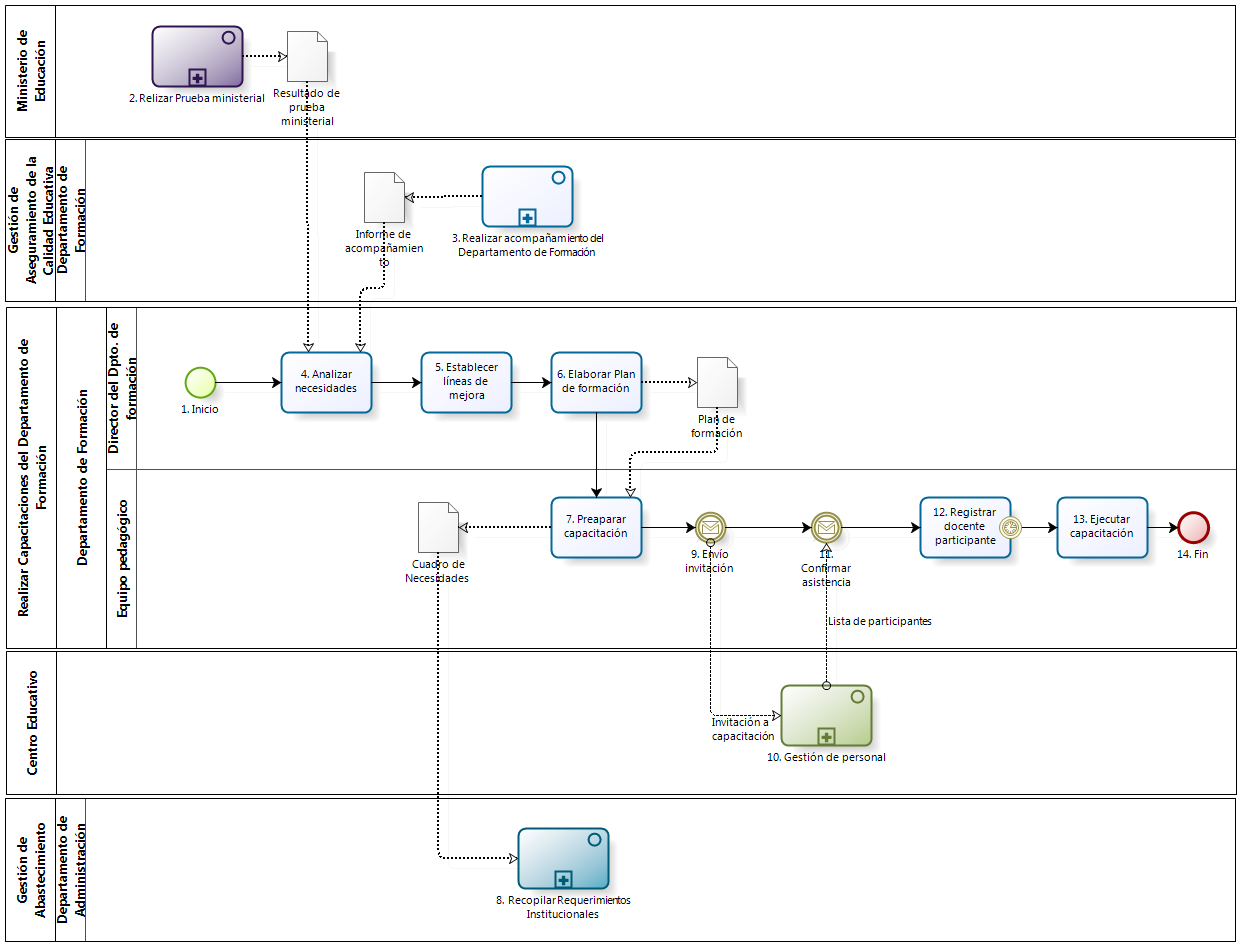 Ministerio de
Educación
2. Relizar Prueba ministerial
Resultado de
prueba
ministerial
Gestión de
Aseguramiento de la
Calidad Educativa
Departamento de
Formación
Informe de
acompañamien
to
3. Realizar acompañamiento del
Departamento de Formación
Realizar Capacitaciones del Departamento de
Formación
Departamento de Formación
Director del Dpto. de
formación
1. Inicio
4. Analizar
necesidades
5. Establecer
líneas de
mejora
6. Elaborar Plan
de formación
Plan de
formación
Equipo pedagógico
Cuadro de
Necesidades
7. Preaparar
capacitación
9. Envío
invitación
11.
Confirmar
asistencia
12. Registrar
docente
participante
13. Ejecutar
capacitación
14. Fin
Lista de participantes
Centro Educativo
Invitación a
capacitación
10. Gestión de personal
Gestión de
Abastecimiento
Departamento de
Administración
8. Recopilar Requerimientos
Institucionales